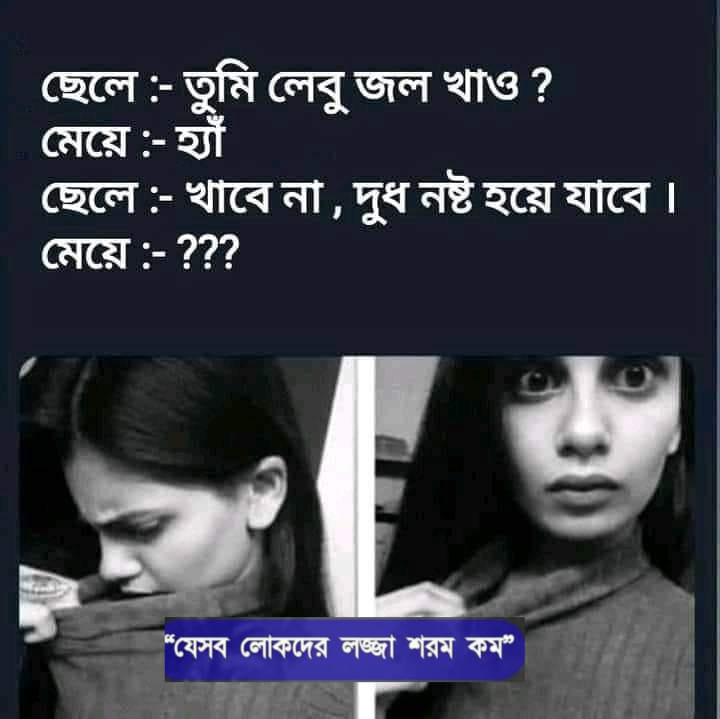 ছেলে :- তুমি লেবু জল খাও ?
মেয়ে :- হ্যাঁ
ছেলে :- খাবে না , দুধ নষ্ট হয়ে যাবে ।
মেয়ে :- ???
“যেসব লোকদের লজ্জা শরম কম”